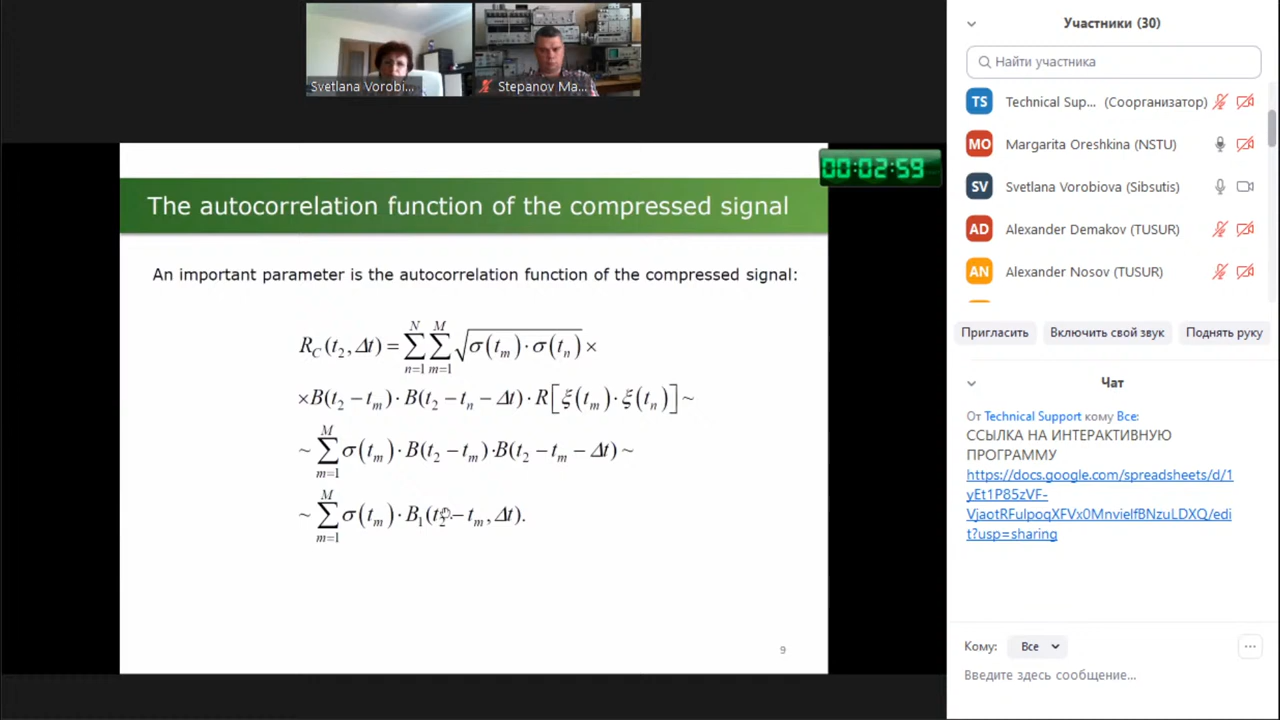 Svetlana Vorobi...
Stepanov Ma...
00:02:59
The autocorrelation function of the compressed signal
An important parameter is the autocorrelation function of the compressed signal:
R_C(t_2, Δt) = ∑_{n=1}^{N} ∑_{m=1}^{M} √(σ(t_m)·σ(t_n)) ×
×B(t_2 − t_m)·B(t_2 − t_n − Δt)·R[ξ(t_m)·ξ(t_n)] ~
~ ∑_{m=1}^{M} σ(t_m)·B(t_2 − t_m)·B(t_2 − t_m − Δt) ~
~ ∑_{m=1}^{M} σ(t_m)·B_1(t_2 − t_m, Δt).
9
Участники (30)
Найти участника
TS Technical Sup... (Соорганизатор)
MO Margarita Oreshkina (NSTU)
SV Svetlana Vorobiova (Sibsutis)
AD Alexander Demakov (TUSUR)
AN Alexander Nosov (TUSUR)
Пригласить Включить свой звук Поднять руку
Чат
От Technical Support кому Все:
ССЫЛКА НА ИНТЕРАКТИВНУЮ
ПРОГРАММУ
https://docs.google.com/spreadsheets/d/1
yEt1P85zVF-
VjaotRFulpoqXFVx0MnvielfBNzuLDXQ/edi
t?usp=sharing
Кому: Все
Введите здесь сообщение...